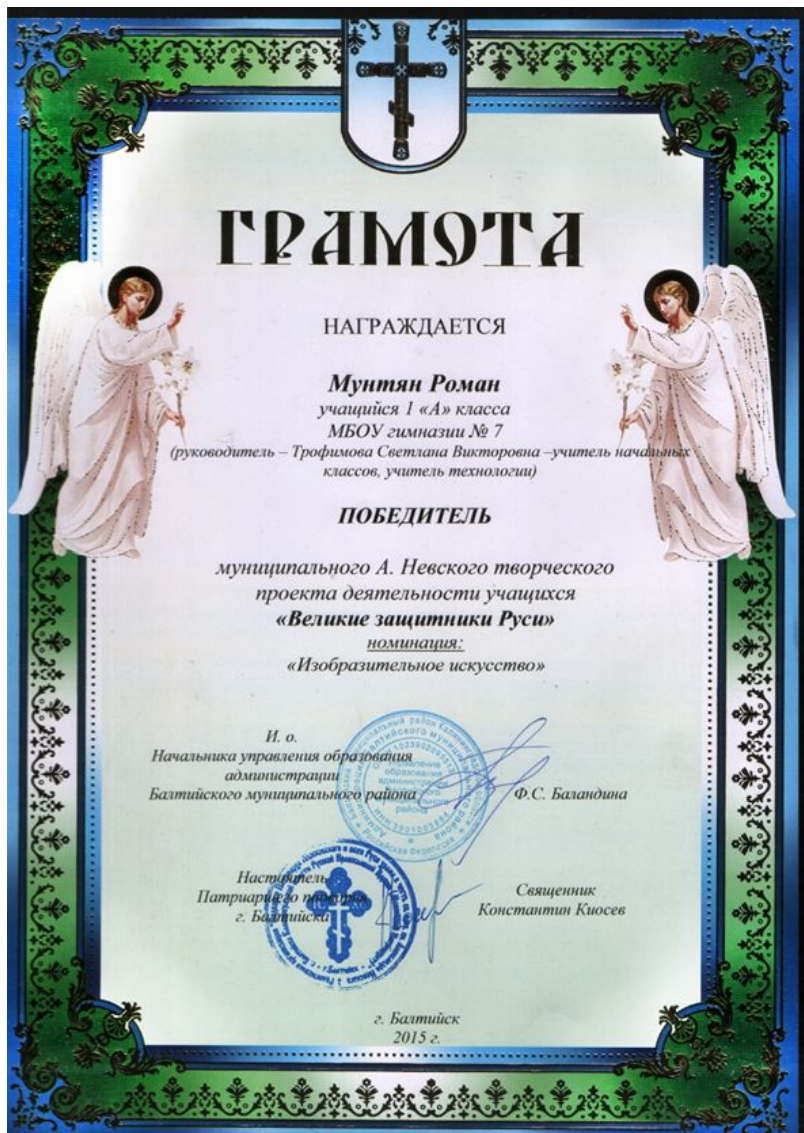 ГРАМОТА
НАГРАЖДАЕТСЯ
Мунтян Роман
учащийся 1 «А» класса
МБОУ гимназии № 7
(руководитель – Трофимова Светлана Викторовна –учитель начальных
классов, учитель технологии)
ПОБЕДИТЕЛЬ
муниципального А. Невского творческого
проекта деятельности учащихся
«Великие защитники Руси»
номинация:
«Изобразительное искусство»
И. о.
Начальника управления образования
администрации
Балтийского муниципального района
Ф.С. Баландина
Настоятель
Патриаршего
г. Балтийска
Священник
Константин Киосев
г. Балтийск
2015 г.